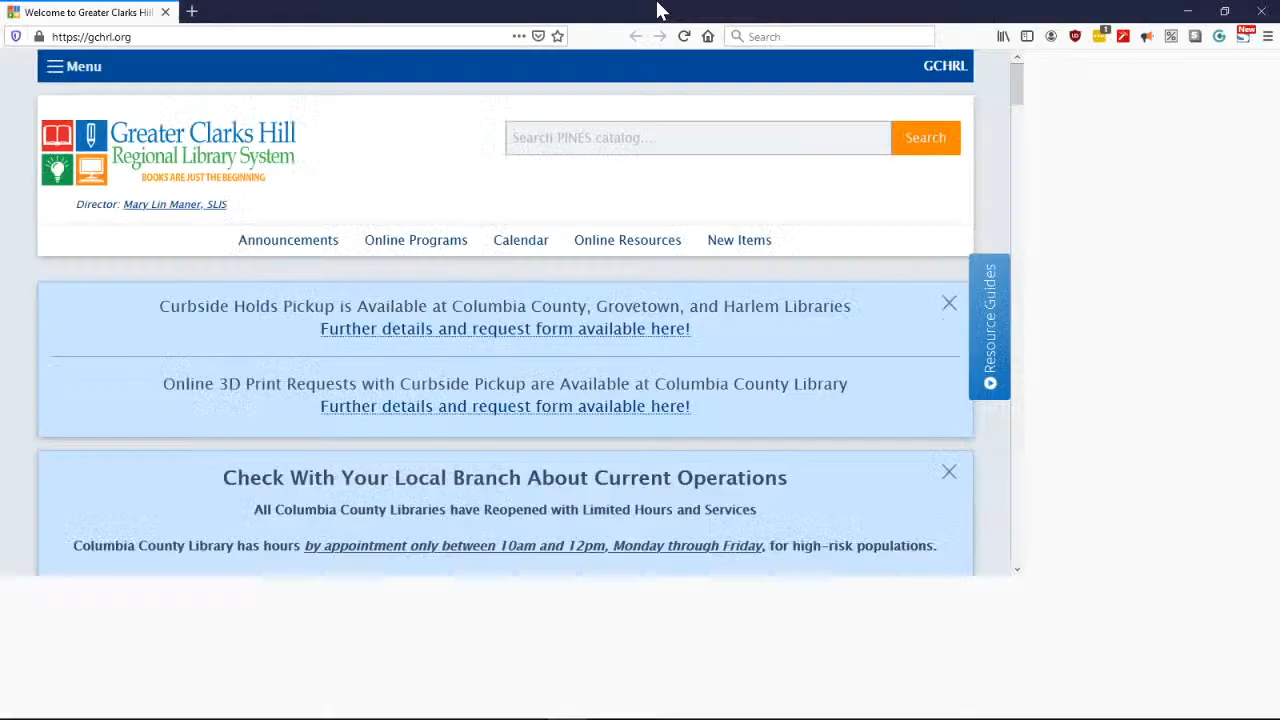 Welcome to Greater Clarks Hil
https://gchrl.org
Search
1
New
Menu
GCHRL
Greater Clarks Hill
Regional Library System
BOOKS ARE JUST THE BEGINNING
Search PINES catalog...
Search
Director: Mary Lin Maner, SLIS
Announcements Online Programs Calendar Online Resources New Items
Resource Guides
Curbside Holds Pickup is Available at Columbia County, Grovetown, and Harlem Libraries
Further details and request form available here!
Online 3D Print Requests with Curbside Pickup are Available at Columbia County Library
Further details and request form available here!
Check With Your Local Branch About Current Operations
All Columbia County Libraries have Reopened with Limited Hours and Services
Columbia County Library has hours by appointment only between 10am and 12pm, Monday through Friday, for high-risk populations.